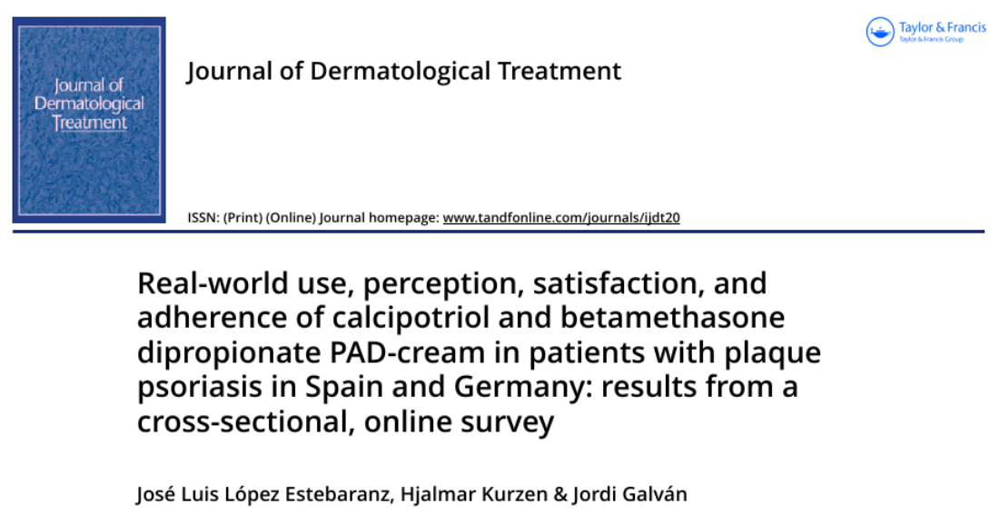 Journal of
Dermatological
Treatment
Taylor & Francis
Taylor & Francis Group
Journal of Dermatological Treatment
ISSN: (Print) (Online) Journal homepage: www.tandfonline.com/journals/ijdt20
Real-world use, perception, satisfaction, and
adherence of calcipotriol and betamethasone
dipropionate PAD-cream in patients with plaque
psoriasis in Spain and Germany: results from a
cross-sectional, online survey
José Luis López Estebaranz, Hjalmar Kurzen & Jordi Galván